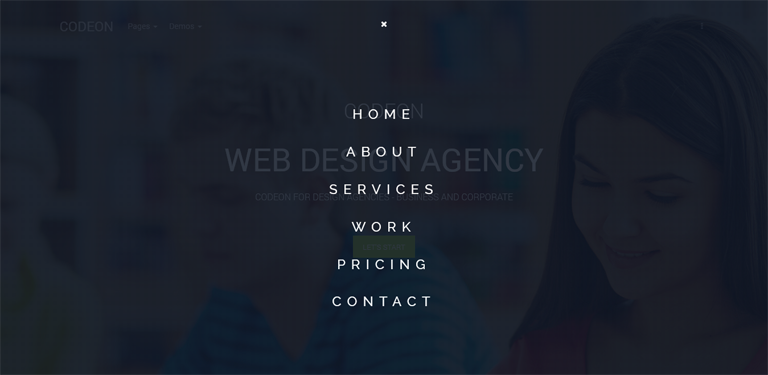 CODEON Pages Demos
CODEON
HOME
ABOUT
WEB DESIGN AGENCY
SERVICES
CODEON FOR DESIGN AGENCIEN - BUSINESS AND CORPORATE
WORK
PRICING
CONTACT